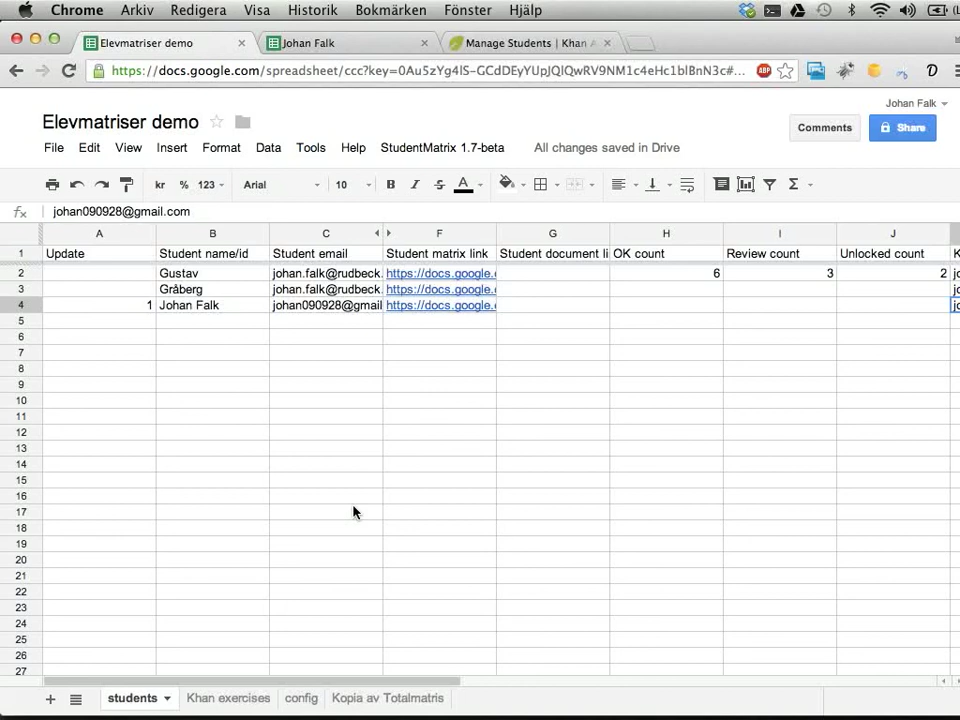 Chrome Arkiv Redigera Visa Historik Bokmärken Fönster Hjälp
Elevmatriser demo Johan Falk Manage Students | Khan A
https://docs.google.com/spreadsheet/ccc?key=0Au5zYg4lS-GCdDEyYUpJQlQwRV9NM1c4eHc1blBnN3c#...
Johan Falk
Elevmatriser demo
Comments Share
File Edit View Insert Format Data Tools Help StudentMatrix 1.7-beta All changes saved in Drive
kr % 123 Arial 10 B I S A Σ
fx johan090928@gmail.com
A B C F G H I J
1 Update Student name/id Student email Student matrix link Student document li OK count Review count Unlocked count K
2 Gustav johan.falk@rudbeck. https://docs.google. 6 3 2 jo
3 Gråberg johan.falk@rudbeck. https://docs.google. jo
4 1 Johan Falk johan090928@gmail https://docs.google. jo
5
6
7
8
9
10
11
12
13
14
15
16
17
18
19
20
21
22
23
24
25
26
27
students Khan exercises config Kopia av Totalmatris